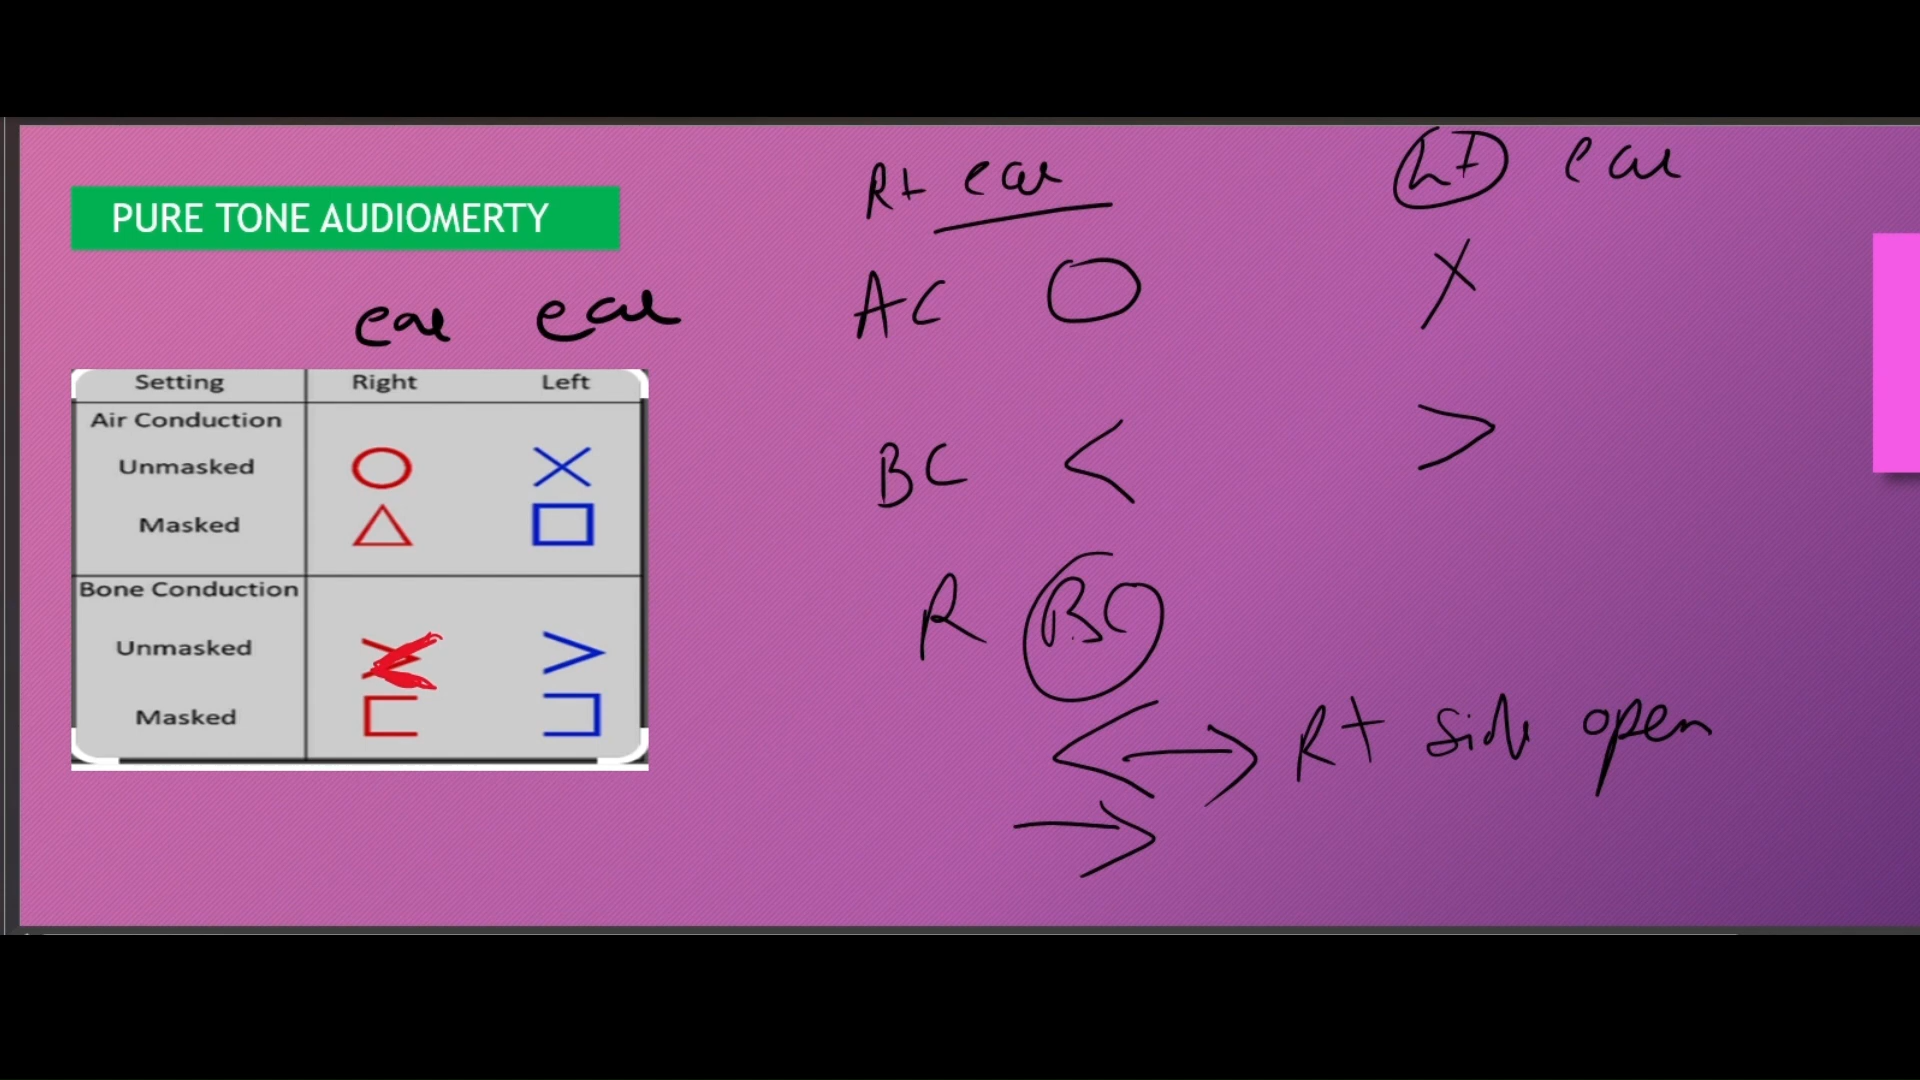 PURE TONE AUDIOMERTY
ear ear
Setting Right Left
Air Conduction
Unmasked
Masked
Bone Conduction
Unmasked
Masked
Rt ear Lt ear
AC O X
BC < >
R BC
< > Rt side open
>